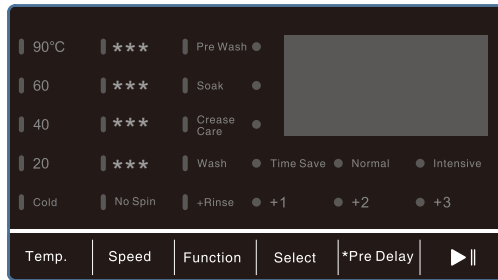 90°C *** Pre Wash
60 *** Soak
40 *** Crease
Care
20 *** Wash Time Save Normal Intensive
Cold No Spin +Rinse +1 +2 +3
Temp. Speed Function Select *Pre Delay